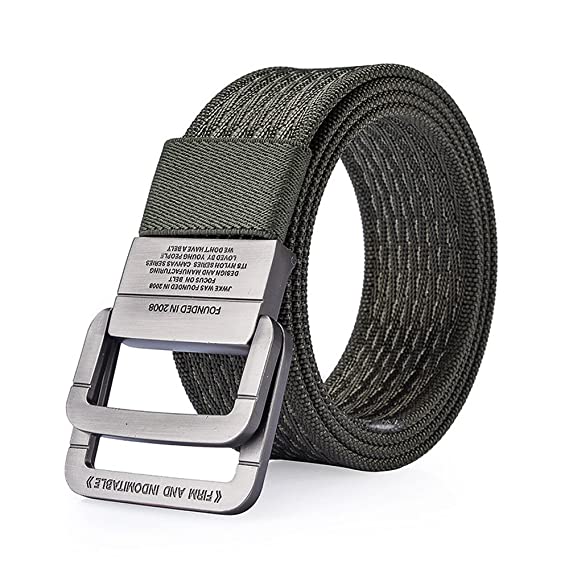 FOUNDED IN 2008
JWKE WAS FOUNDED IN 2008
FOCUS ON BELT
DESIGN AND MANUFACTURING
ITS NYLON SERIES CANVAS SERIES
LOVED BY YOUNG PEOPLE
WE DON'T HAVE A BELT
《 FIRM AND INDOMITABLE 》